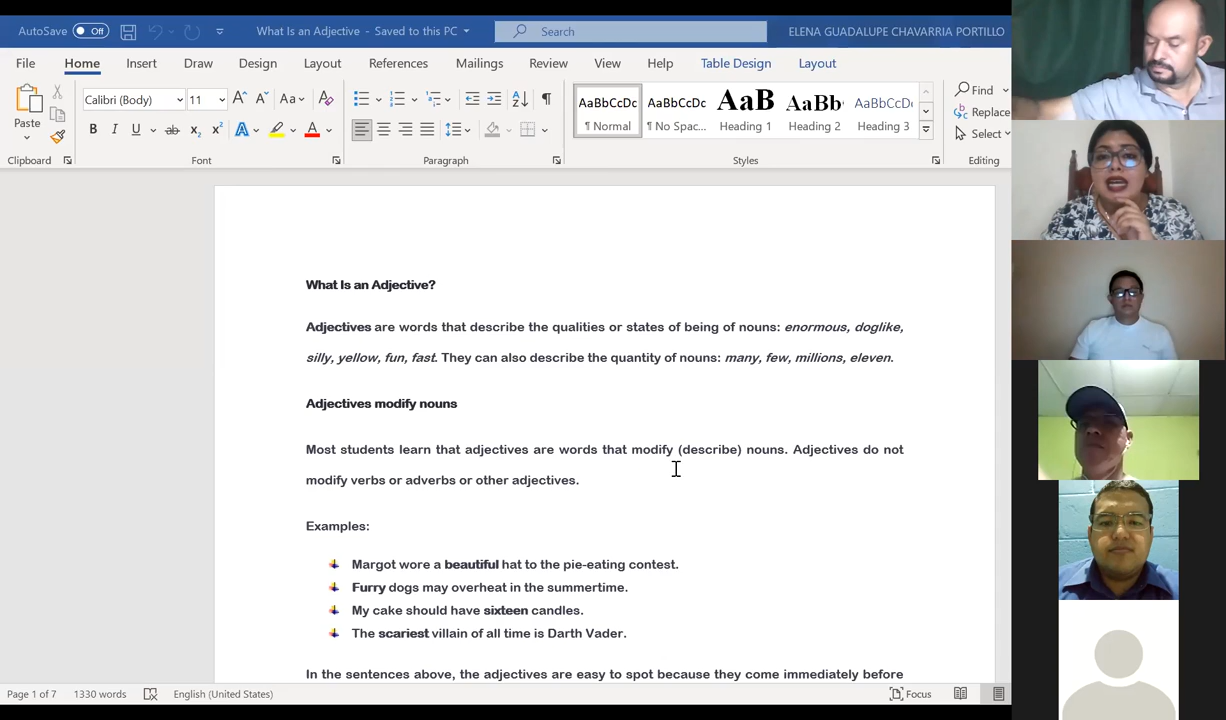 AutoSave Off What Is an Adjective - Saved to this PC Search ELENA GUADALUPE CHAVARRIA PORTILLO
File Home Insert Draw Design Layout References Mailings Review View Help Table Design Layout
Paste
Clipboard
Calibri (Body) 11 A A Aa A
B I U ab x2 x2 A A
Font
Paragraph
AaBbCcDc AaBbCcDc AaB AaBb AaBbCcDc
¶ Normal ¶ No Spac... Heading 1 Heading 2 Heading 3
Styles
Find
Replace
Select
Editing
What Is an Adjective?
Adjectives are words that describe the qualities or states of being of nouns: enormous, doglike,
silly, yellow, fun, fast. They can also describe the quantity of nouns: many, few, millions, eleven.
Adjectives modify nouns
Most students learn that adjectives are words that modify (describe) nouns. Adjectives do not
modify verbs or adverbs or other adjectives.
Examples:
Margot wore a beautiful hat to the pie-eating contest.
Furry dogs may overheat in the summertime.
My cake should have sixteen candles.
The scariest villain of all time is Darth Vader.
In the sentences above, the adjectives are easy to spot because they come immediately before
Page 1 of 7 1330 words English (United States) Focus